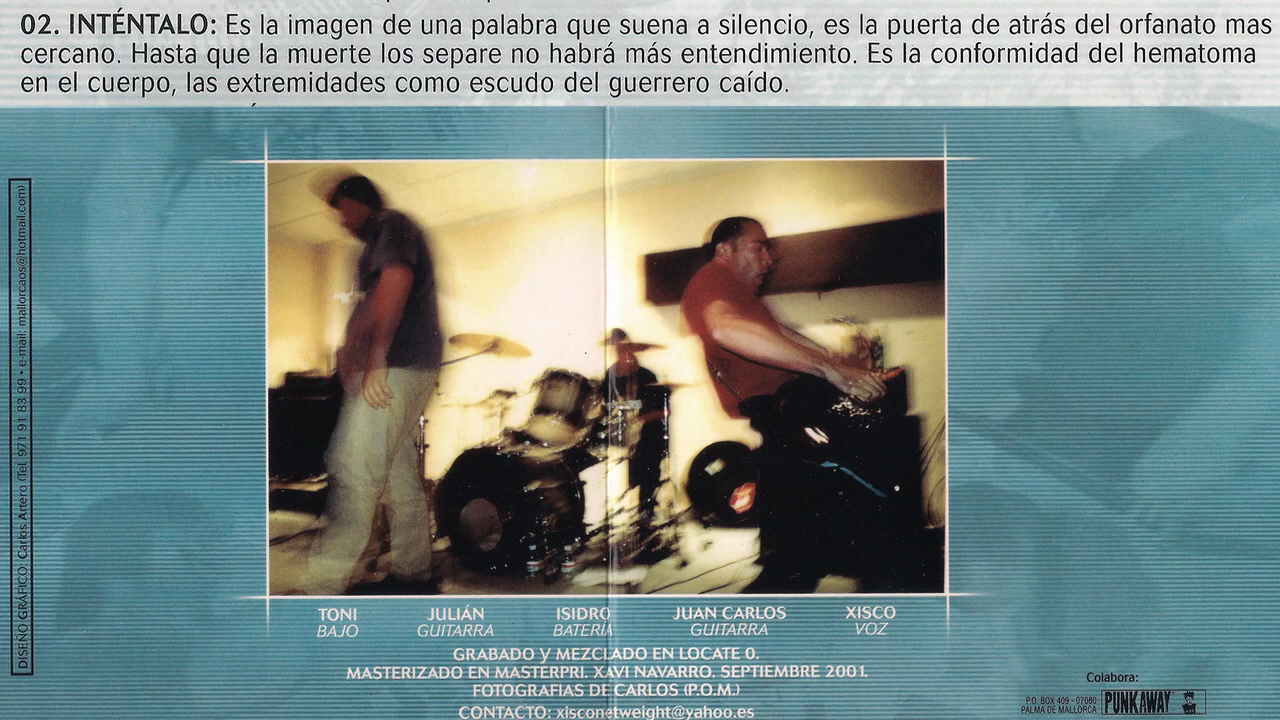 02. INTÉNTALO: Es la imagen de una palabra que suena a silencio, es la puerta de atrás del orfanato mas
cercano. Hasta que la muerte los separe no habrá más entendimiento. Es la conformidad del hematoma
en el cuerpo, las extremidades como escudo del guerrero caído.
DISEÑO GRÁFICO: Carlos Artero (Tel. 971 91 83 99 • e-mail: mallorcaos@hotmail.com)
TONI JULIÁN ISIDRO JUAN CARLOS XISCO
BAJO GUITARRA BATERÍA GUITARRA VOZ
GRABADO y MEZCLADO EN LOCATE 0.
MASTERIZADO EN MASTERPRI. XAVI NAVARRO. SEPTIEMBRE 2001.
FOTOGRAFIAS DE CARLOS (P.O.M.)
CONTACTO: xisconetweight@yahoo.es
Colabora:
P.O. BOX 409 - 07080
PALMA DE MALLORCA
PUNKAWAY